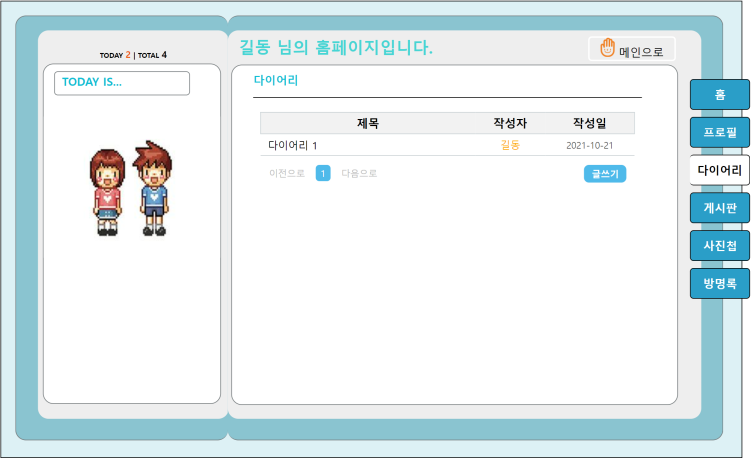 TODAY 2 | TOTAL 4
TODAY IS...
길동 님의 홈페이지입니다.
메인으로
다이어리
제목 작성자 작성일
다이어리 1 길동 2021-10-21
이전으로 1 다음으로 글쓰기
홈
프로필
다이어리
게시판
사진첩
방명록